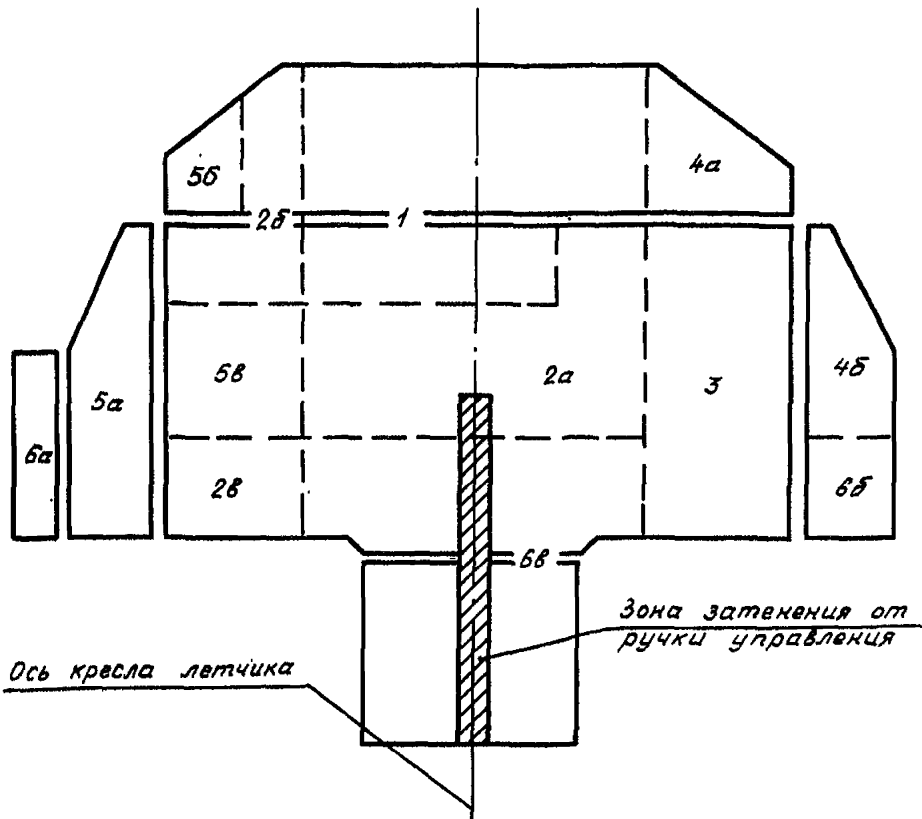 5б
4а
2б
1
5в
2а
3
4б
5а
6а
2в
6б
6в
Зона затенения от
ручки управления
Ось кресла летчика